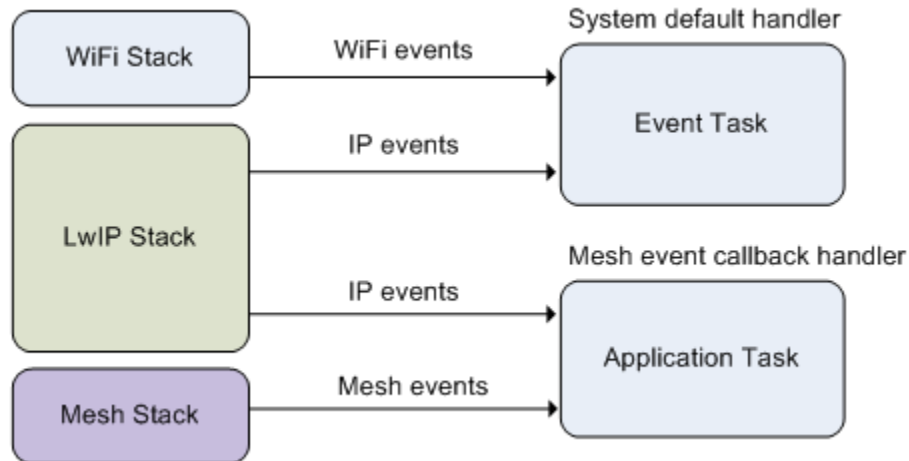 System default handler
WiFi Stack
WiFi events
Event Task
IP events
LwIP Stack
Mesh event callback handler
IP events
Application Task
Mesh events
Mesh Stack